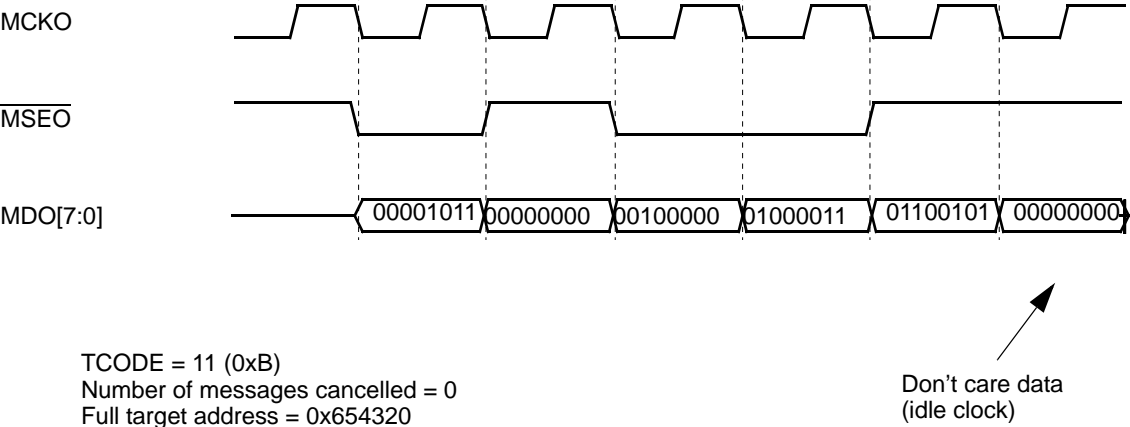 MCKO
MSEO
MDO[7:0]
00001011 00000000 00100000 01000011 01100101 00000000
TCODE = 11 (0xB)
Number of messages cancelled = 0
Full target address = 0x654320
Don't care data
(idle clock)